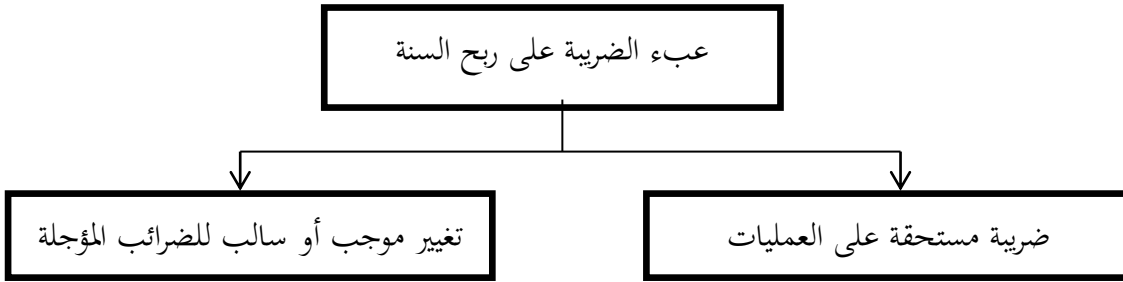 عبء الضريبة على ربح السنة
ضريبة مستحقة على العمليات
تغيير موجب أو سالب للضرائب المؤجلة